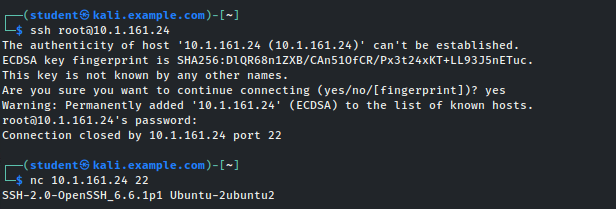 ┌──(student㉿kali.example.com)-[~]
└─$ ssh root@10.1.161.24
The authenticity of host '10.1.161.24 (10.1.161.24)' can't be established.
ECDSA key fingerprint is SHA256:DlQR68n1ZXB/CAn51OfCR/Px3t24xKT+LL93J5nETuc.
This key is not known by any other names.
Are you sure you want to continue connecting (yes/no/[fingerprint])? yes
Warning: Permanently added '10.1.161.24' (ECDSA) to the list of known hosts.
root@10.1.161.24's password:
Connection closed by 10.1.161.24 port 22
┌──(student㉿kali.example.com)-[~]
└─$ nc 10.1.161.24 22
SSH-2.0-OpenSSH_6.6.1p1 Ubuntu-2ubuntu2